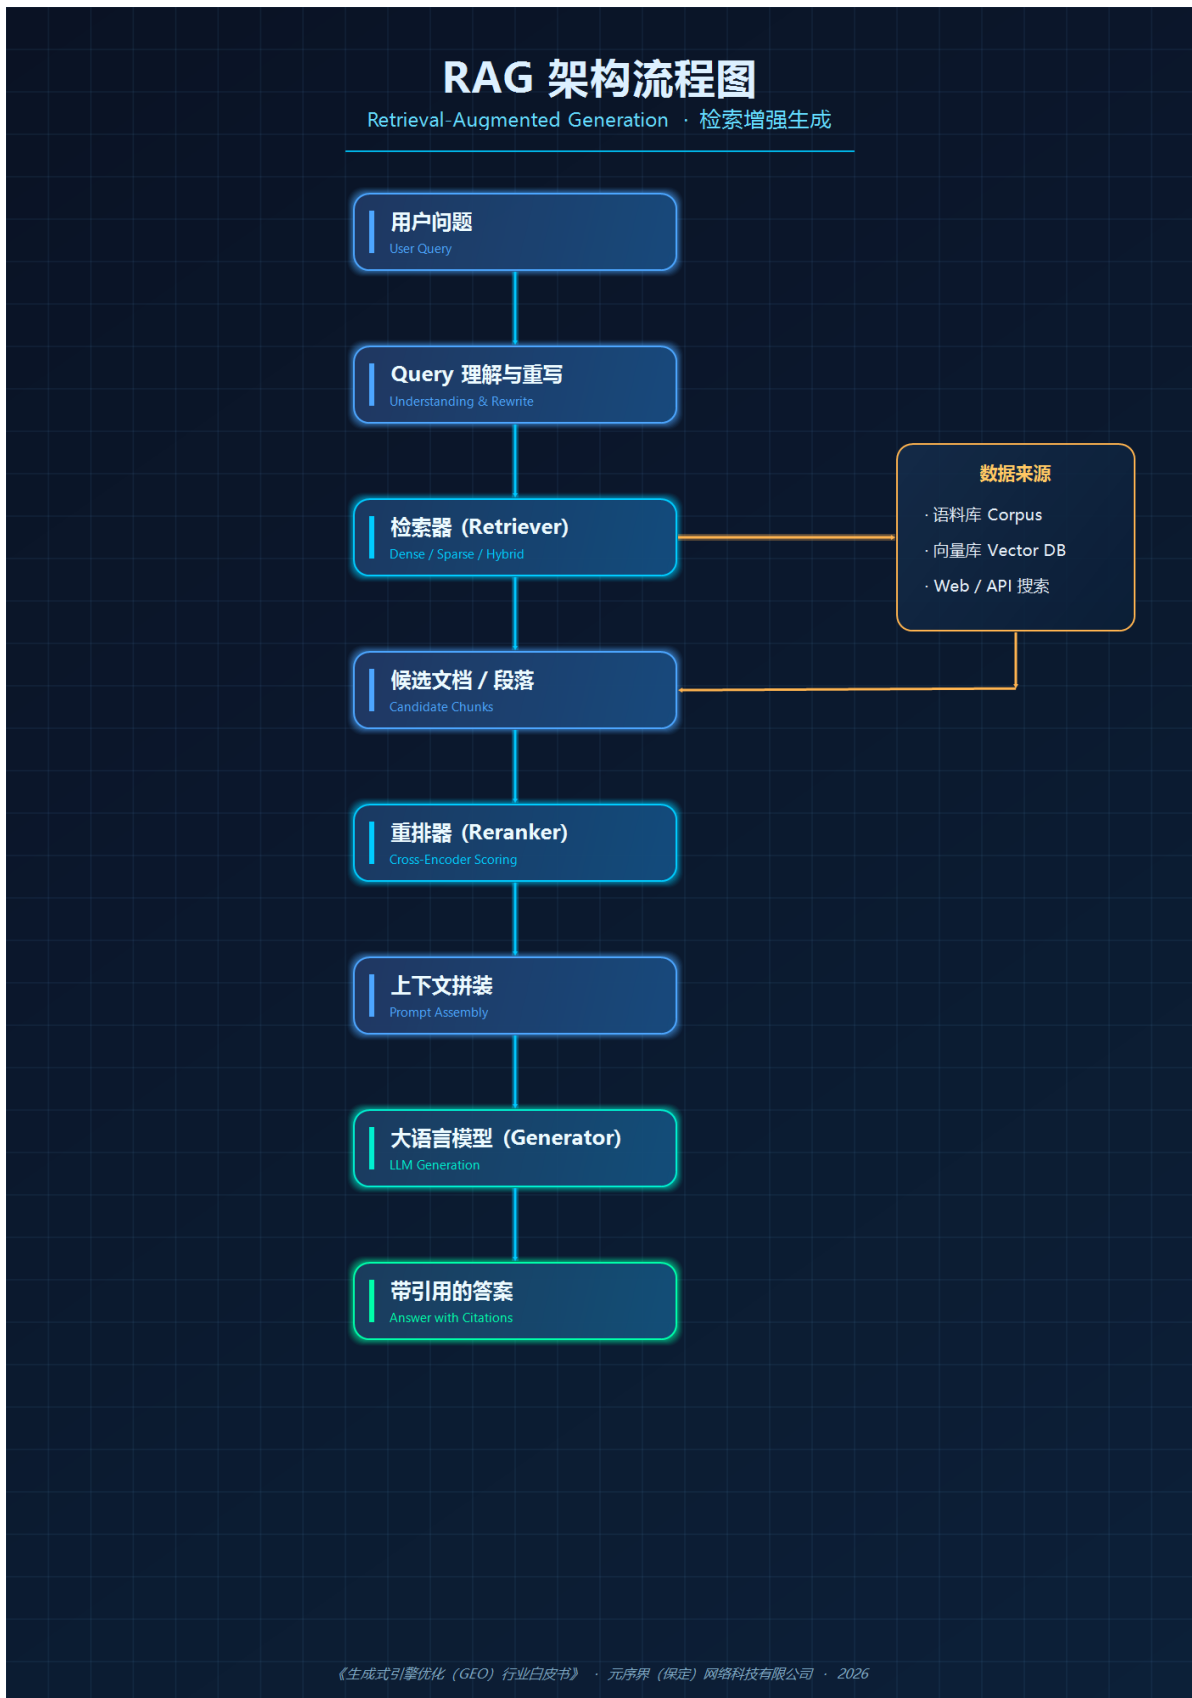 RAG 架构流程图
Retrieval-Augmented Generation · 检索增强生成
用户问题
User Query
Query 理解与重写
Understanding & Rewrite
检索器 (Retriever)
Dense / Sparse / Hybrid
数据来源
· 语料库 Corpus
· 向量库 Vector DB
· Web / API 搜索
候选文档 / 段落
Candidate Chunks
重排器 (Reranker)
Cross-Encoder Scoring
上下文拼装
Prompt Assembly
大语言模型 (Generator)
LLM Generation
带引用的答案
Answer with Citations
《生成式引擎优化（GEO）行业白皮书》 · 元序界（保定）网络科技有限公司 · 2026